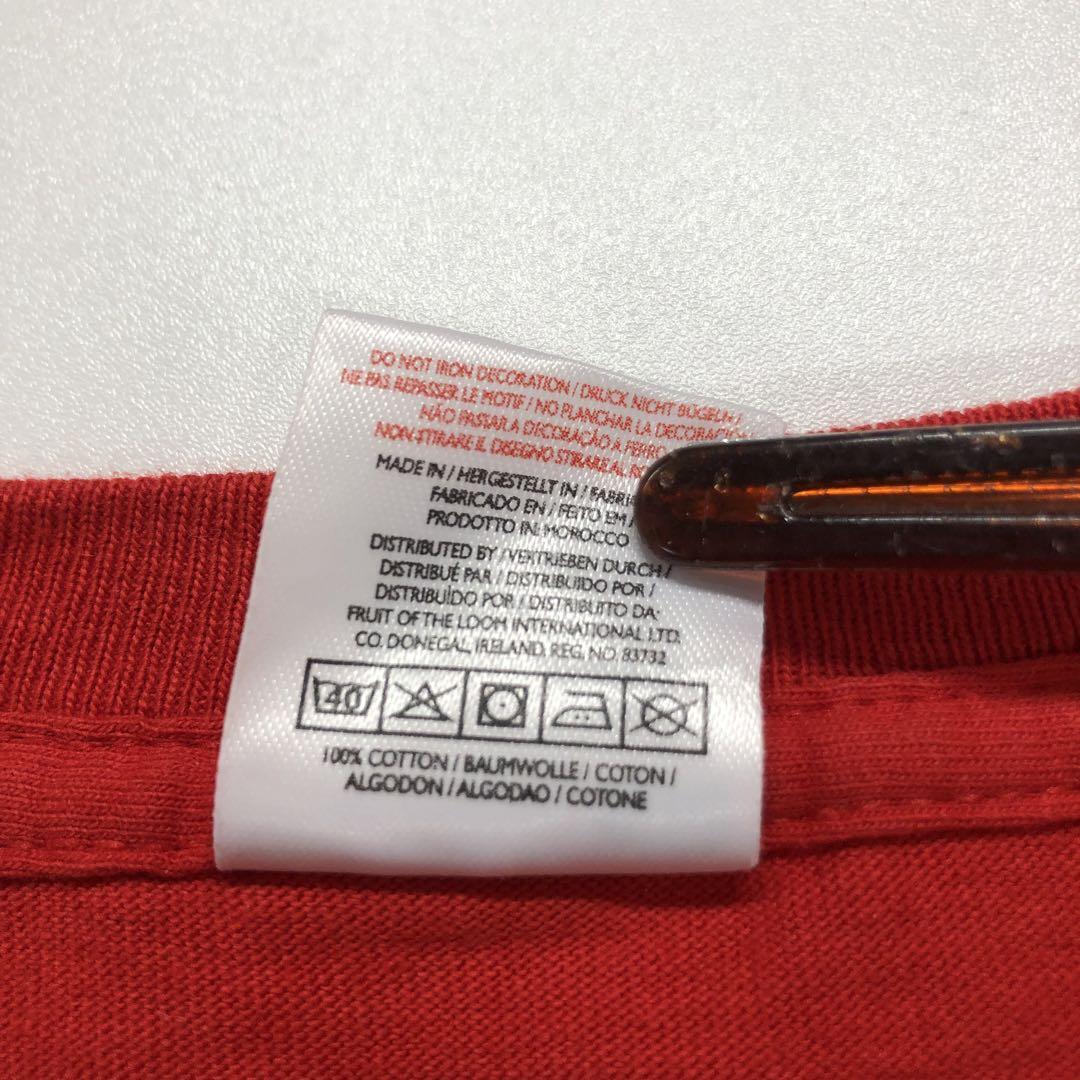 DO NOT IRON DECORATION / DRUCK NICHT BÜGELN /
NE PAS REPASSER LE MOTIF / NO PLANCHAR LA DECORACIÓN
NÃO PASSAR A DECORAÇÃO A FERRO
NON STIRARE IL DISEGNO STIRARE AL
MADE IN / HERGESTELLT IN / FABRI
FABRICADO EN / FEITO EM /
PRODOTTO IN: MOROCCO
DISTRIBUTED BY / VERTRIEBEN DURCH /
DISTRIBUÉ PAR / DISTRIBUIDO POR /
DISTRIBUÍDO POR / DISTRIBUITO DA:
FRUIT OF THE LOOM INTERNATIONAL LTD.
CO. DONEGAL, IRELAND. REG. NO. 83732
40
100% COTTON / BAUMWOLLE / COTON /
ALGODON / ALGODAO / COTONE